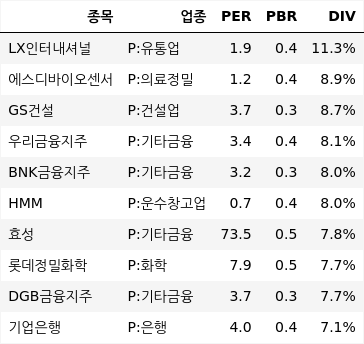 종목 업종 PER PBR DIV
LX인터내셔널 P:유통업 1.9 0.4 11.3%
에스디바이오센서 P:의료정밀 1.2 0.4 8.9%
GS건설 P:건설업 3.7 0.3 8.7%
우리금융지주 P:기타금융 3.4 0.4 8.1%
BNK금융지주 P:기타금융 3.2 0.3 8.0%
HMM P:운수창고업 0.7 0.4 8.0%
효성 P:기타금융 73.5 0.5 7.8%
롯데정밀화학 P:화학 7.9 0.5 7.7%
DGB금융지주 P:기타금융 3.7 0.3 7.7%
기업은행 P:은행 4.0 0.4 7.1%